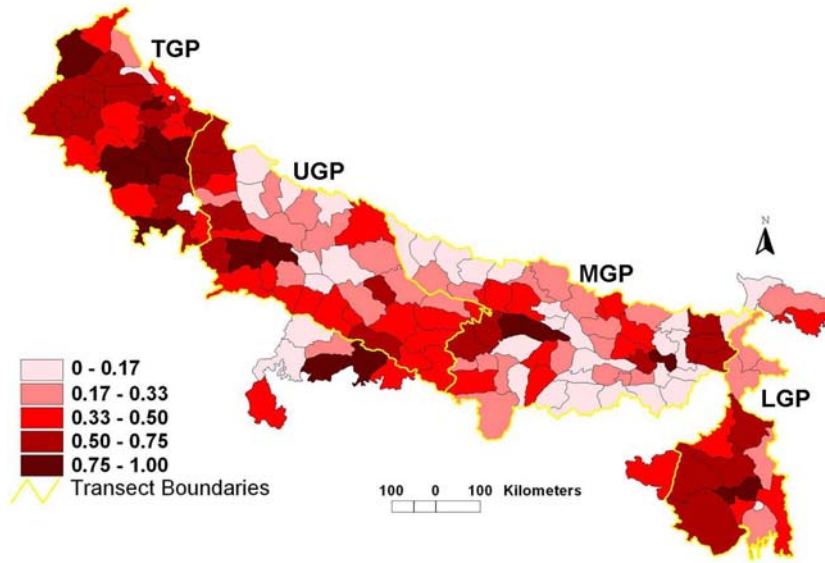 TGP
UGP
N
MGP
LGP
0 - 0.17
0.17 - 0.33
0.33 - 0.50
0.50 - 0.75
0.75 - 1.00
Transect Boundaries
100 0 100 Kilometers